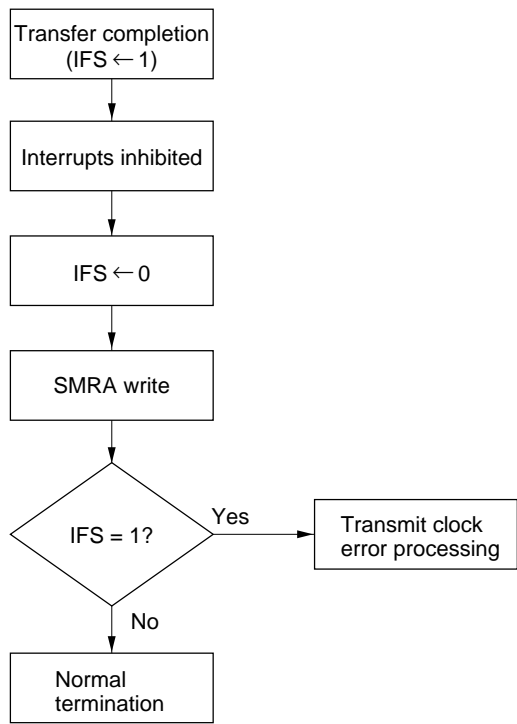 Transfer completion
(IFS ← 1)
Interrupts inhibited
IFS ← 0
SMRA write
IFS = 1?
Yes
Transmit clock
error processing
No
Normal
termination